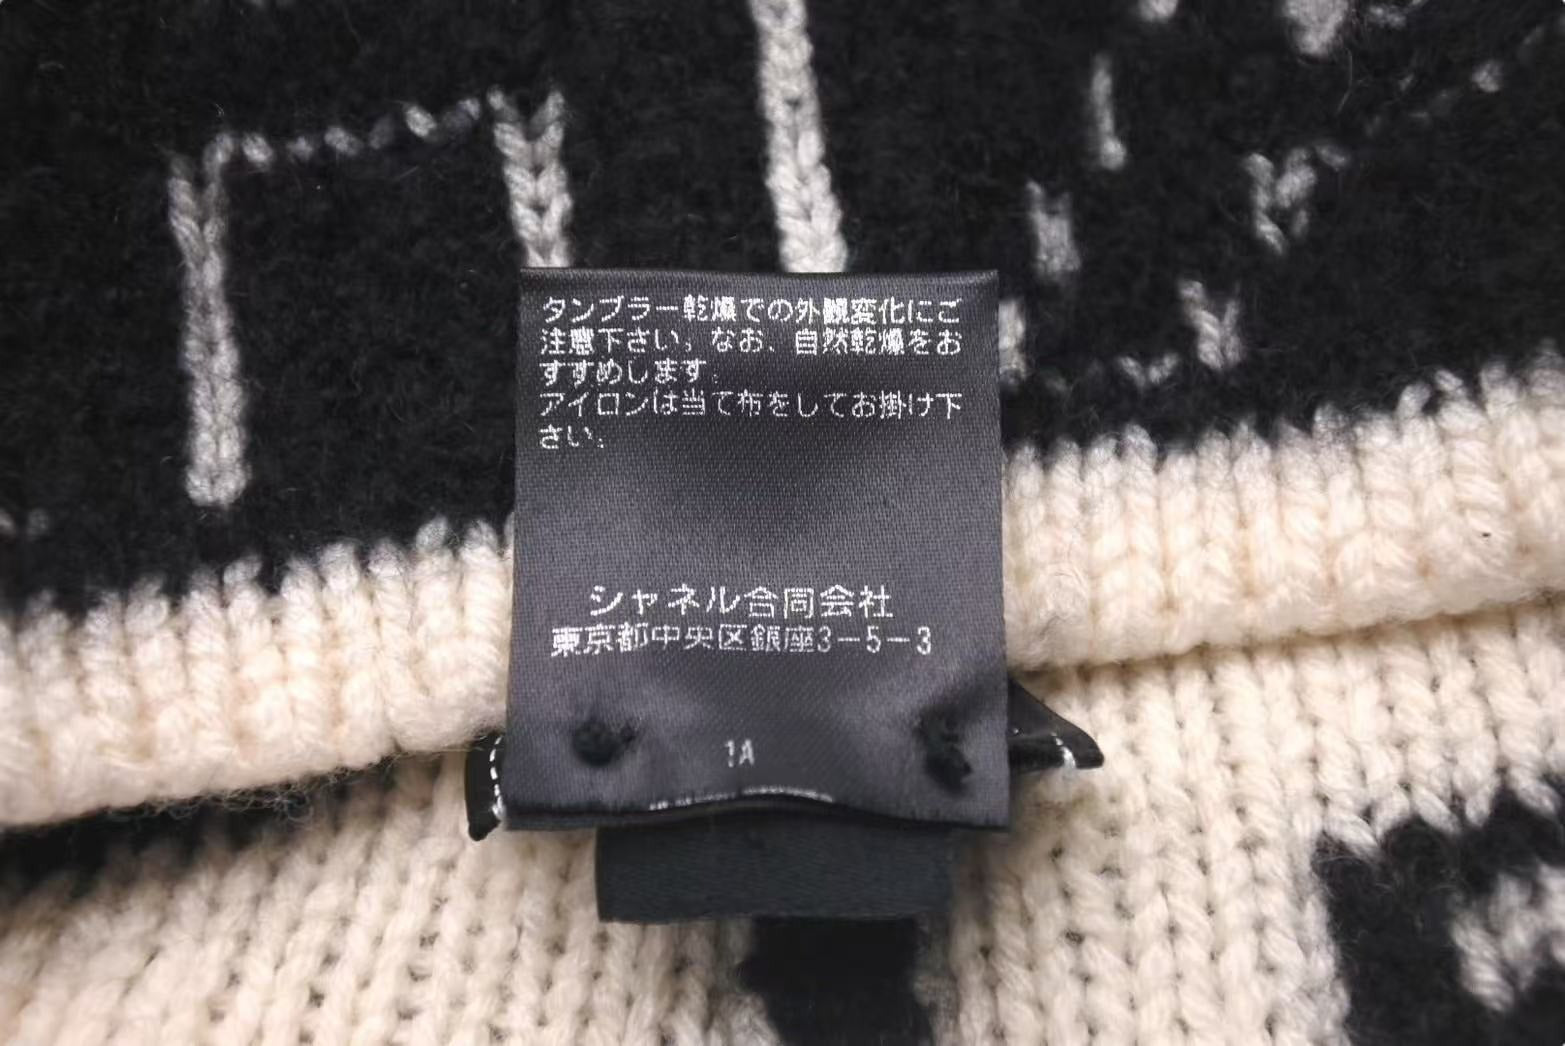 タンブラー乾燥での外観変化にご
注意下さい。なお、自然乾燥をお
すすめします。
アイロンは当て布をしてお掛け下
さい。
シャネル合同会社
東京都中央区銀座3-5-3
1A